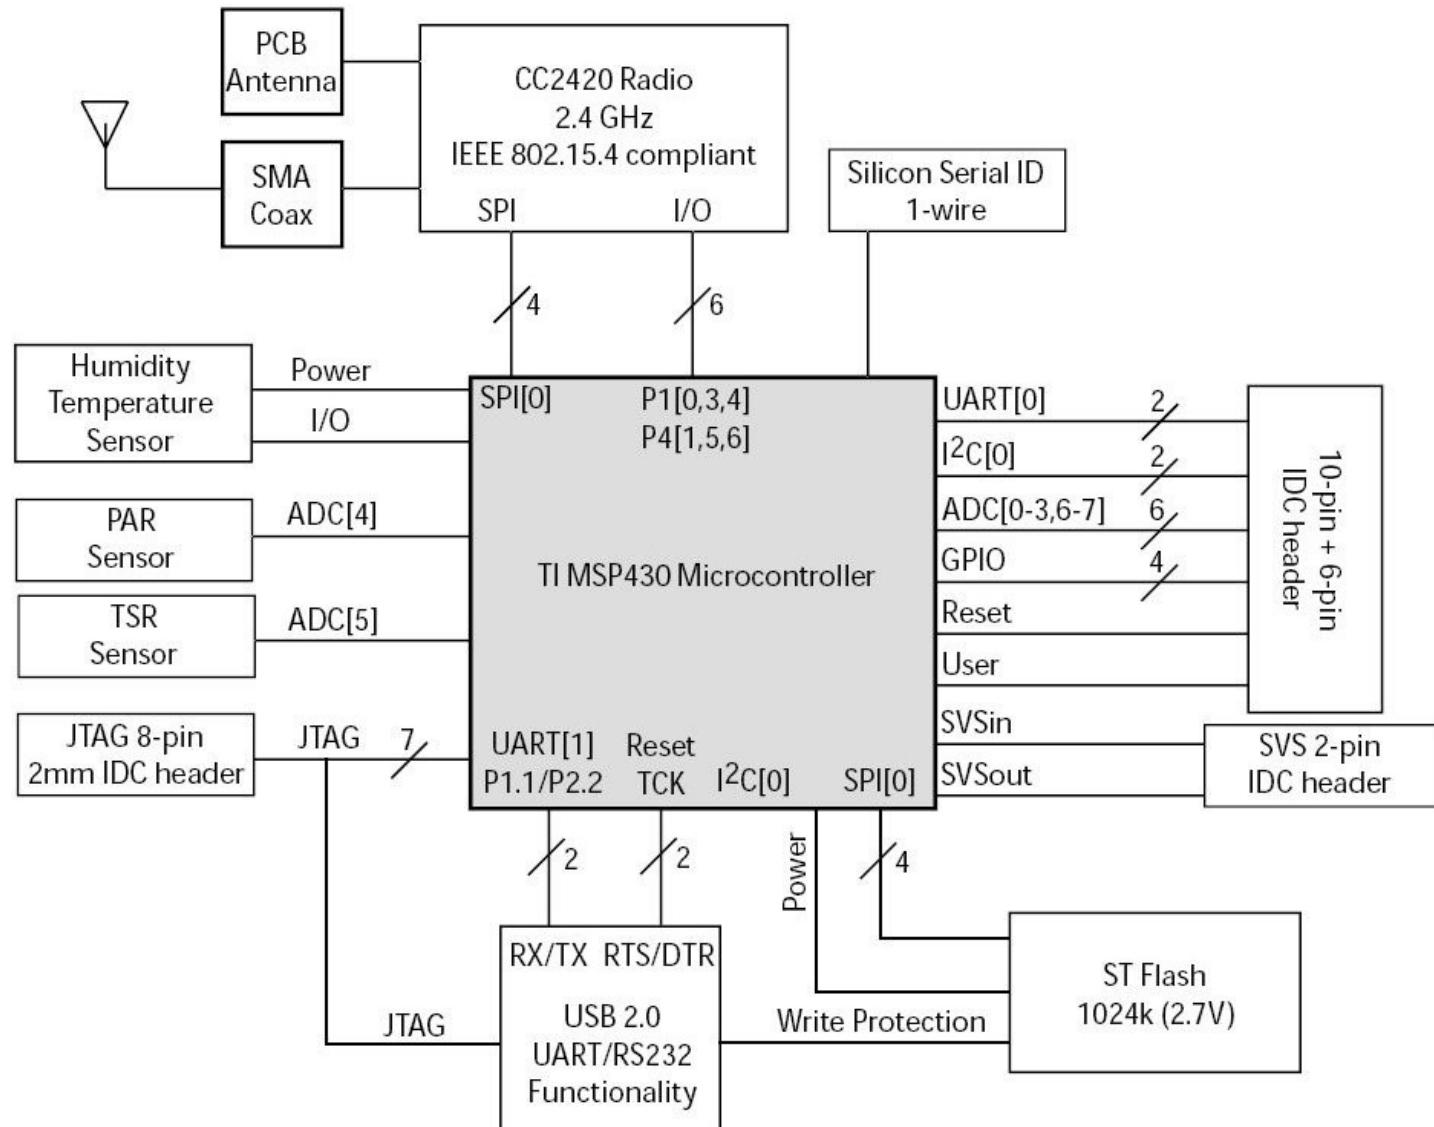 PCB
Antenna
CC2420 Radio
2.4 GHz
IEEE 802.15.4 compliant
SPI
I/O
SMA
Coax
Silicon Serial ID
1-wire
4
6
Humidity
Temperature
Sensor
Power
I/O
SPI[0]
P1[0,3,4]
P4[1,5,6]
UART[0]
2
I²C[0]
2
ADC[0-3,6-7]
6
GPIO
4
Reset
User
10-pin + 6-pin
IDC header
PAR
Sensor
ADC[4]
TI MSP430 Microcontroller
TSR
Sensor
ADC[5]
JTAG 8-pin
2mm IDC header
JTAG
7
UART[1]
P1.1/P2.2
Reset
TCK
I²C[0]
SPI[0]
SVSin
SVSout
SVS 2-pin
IDC header
2
2
Power
4
RX/TX
RTS/DTR
USB 2.0
UART/RS232
Functionality
JTAG
Write Protection
ST Flash
1024k (2.7V)